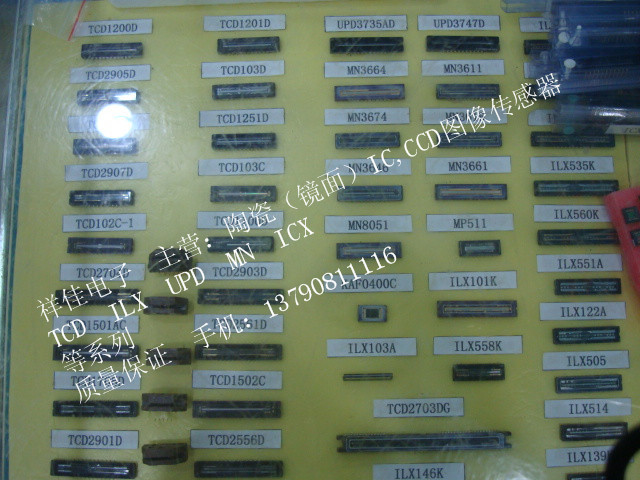 TCD1200D TCD1201D UPD3735AD UPD3747D
TCD2905D TCD103D MN3664 MN3611
TCD1251D MN3674
TCD2907D TCD103C MN3648 MN3661 ILX535K
TCD102C-1 MN8051 MP511 ILX560K
TCD2903D KAF0400C ILX101K ILX551A
ILX122A
ILX103A ILX558K ILX505
TCD1502C TCD2703DG ILX514
TCD2901D TCD2556D ILX146K
祥佳电子 主营:陶瓷(镜面)IC,CCD图像传感器
TCD ILX UPD MN ICX
等系列
质量保证 手机:13790811116